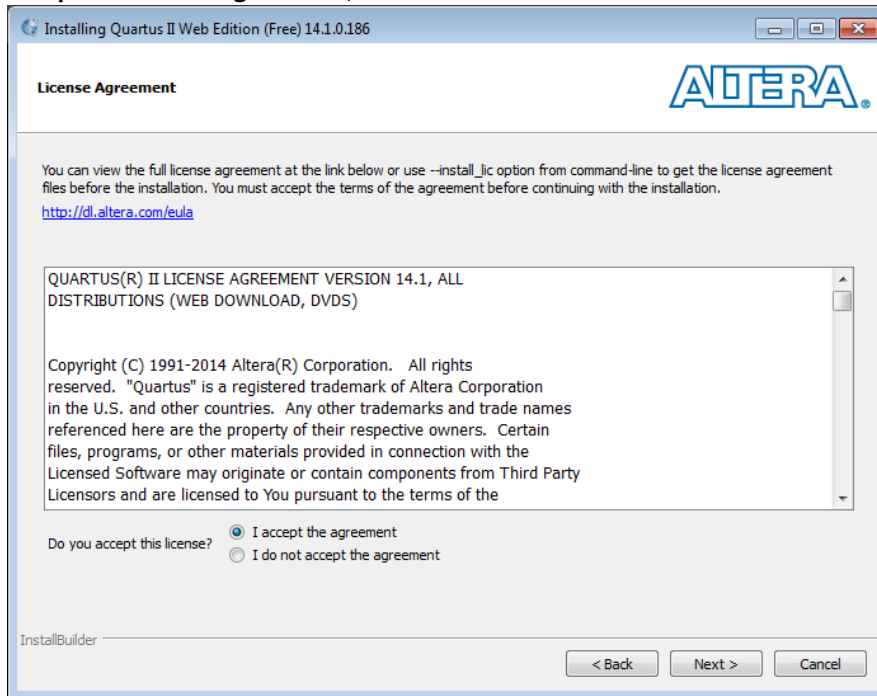 Installing Quartus II Web Edition (Free) 14.1.0.186
License Agreement
ALTERA®
You can view the full license agreement at the link below or use --install_lic option from command-line to get the license agreement
files before the installation. You must accept the terms of the agreement before continuing with the installation.
http://dl.altera.com/eula
QUARTUS(R) II LICENSE AGREEMENT VERSION 14.1, ALL
DISTRIBUTIONS (WEB DOWNLOAD, DVDS)
Copyright (C) 1991-2014 Altera(R) Corporation.   All rights
reserved.  "Quartus" is a registered trademark of Altera Corporation
in the U.S. and other countries.  Any other trademarks and trade names
referenced here are the property of their respective owners.  Certain
files, programs, or other materials provided in connection with the
Licensed Software may originate or contain components from Third Party
Licensors and are licensed to You pursuant to the terms of the
Do you accept this license?
I accept the agreement
I do not accept the agreement
InstallBuilder
< Back
Next >
Cancel